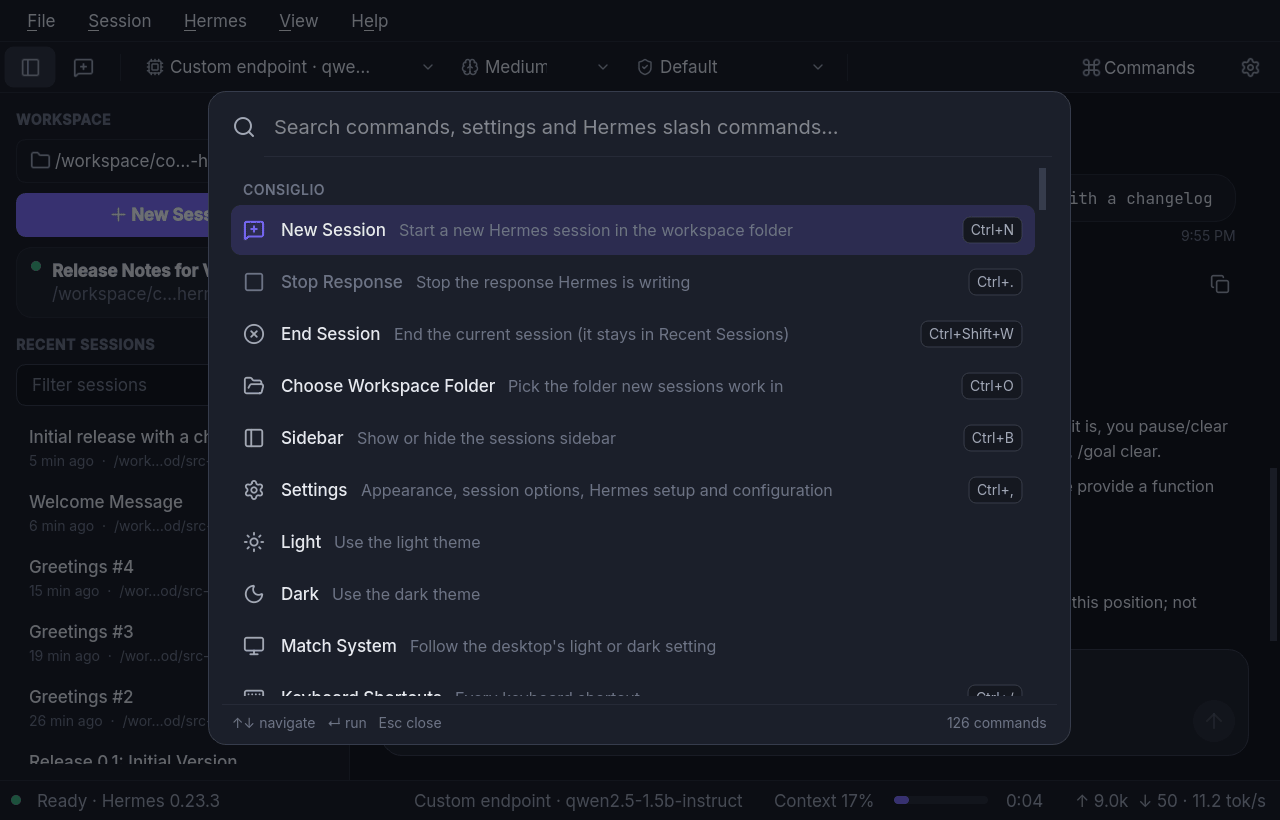 File Session Hermes View Help
Custom endpoint · qwe... Medium Default Commands
WORKSPACE
/workspace/co...-h
New Sess
Release Notes for V
/workspace/c...herr
RECENT SESSIONS
Filter sessions
Initial release with a ch
5 min ago · /work...od/src-
Welcome Message
6 min ago · /work...od/src-
Greetings #4
15 min ago · /wor...od/src-
Greetings #3
19 min ago · /wor...od/src-
Greetings #2
26 min ago · /wor...od/src-
Release 0.1: Initial Version
Search commands, settings and Hermes slash commands...
CONSIGLIO
New Session Start a new Hermes session in the workspace folder Ctrl+N
Stop Response Stop the response Hermes is writing Ctrl+.
End Session End the current session (it stays in Recent Sessions) Ctrl+Shift+W
Choose Workspace Folder Pick the folder new sessions work in Ctrl+O
Sidebar Show or hide the sessions sidebar Ctrl+B
Settings Appearance, session options, Hermes setup and configuration Ctrl+,
Light Use the light theme
Dark Use the dark theme
Match System Follow the desktop's light or dark setting
Keyboard Shortcuts Every keyboard shortcut Ctrl+/
↑↓ navigate ↵ run Esc close 126 commands
ith a changelog
9:55 PM
it is, you pause/clear
/goal clear.
provide a function
this position; not
Ready · Hermes 0.23.3 Custom endpoint · qwen2.5-1.5b-instruct Context 17% 0:04 ↑ 9.0k ↓ 50 · 11.2 tok/s